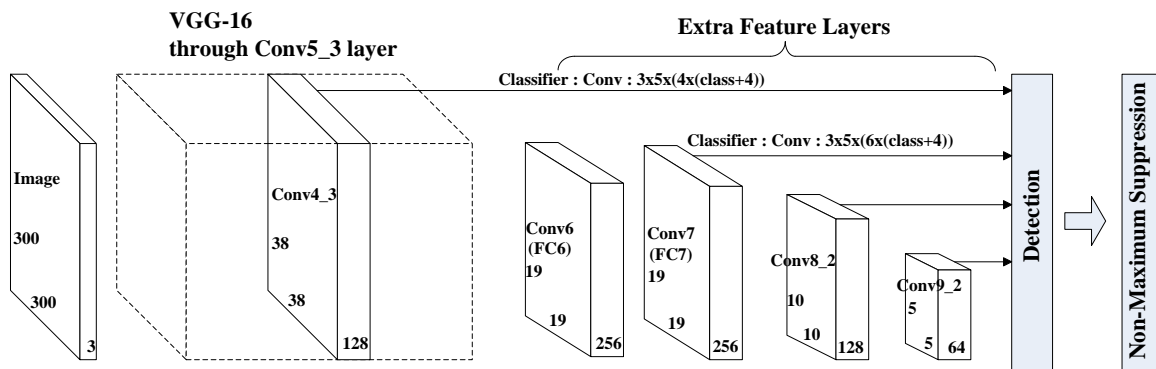 VGG-16
through Conv5_3 layer
Extra Feature Layers
Classifier : Conv : 3x5x(4x(class+4))
Classifier : Conv : 3x5x(6x(class+4))
Image
300
300
3
Conv4_3
38
38
128
Conv6
(FC6)
19
19
256
Conv7
(FC7)
19
19
256
Conv8_2
10
10
128
Conv9_2
5
5
64
Detection
Non-Maximum Suppression